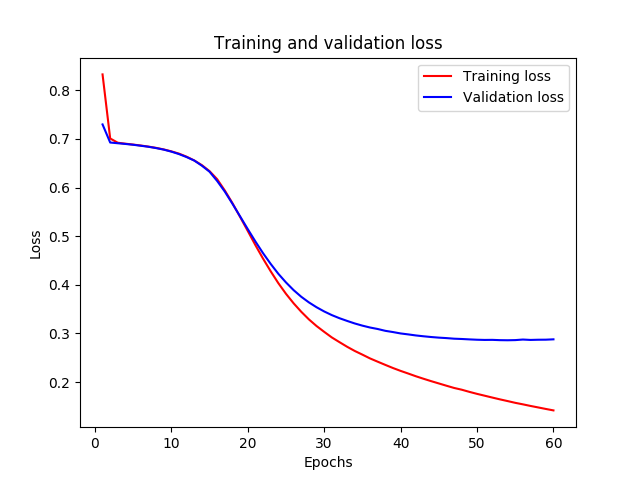 Training and validation loss
Training loss
Validation loss
0.8
0.7
0.6
0.5
0.4
0.3
0.2
Loss
0 10 20 30 40 50 60
Epochs